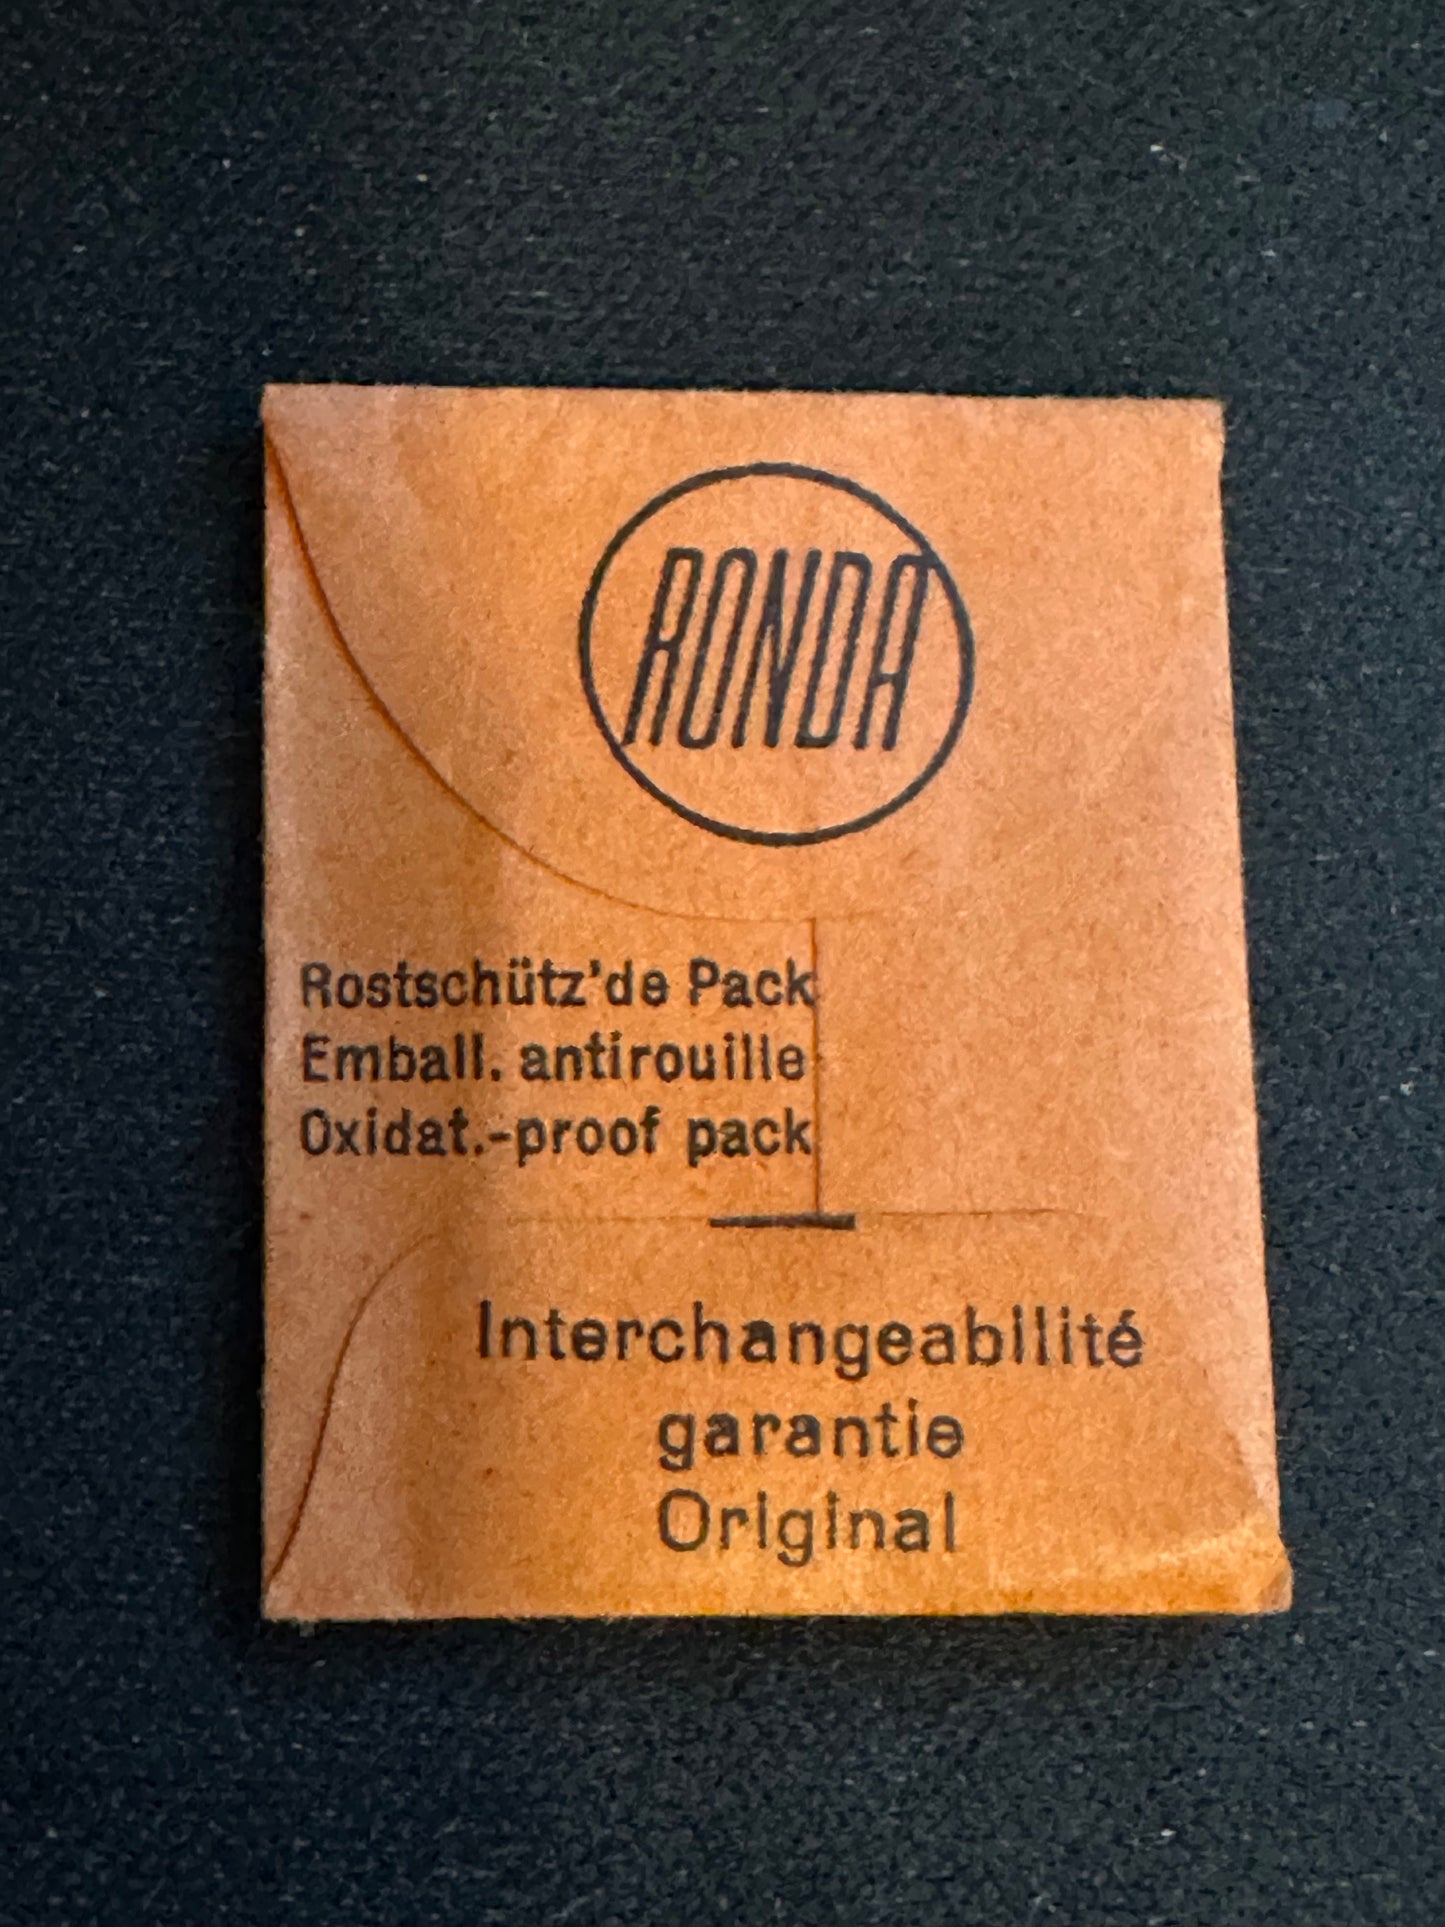 RONDA
Rostschütz'de Pack
Emball. antirouille
Oxidat.-proof pack
Interchangeabilité
garantie
Original